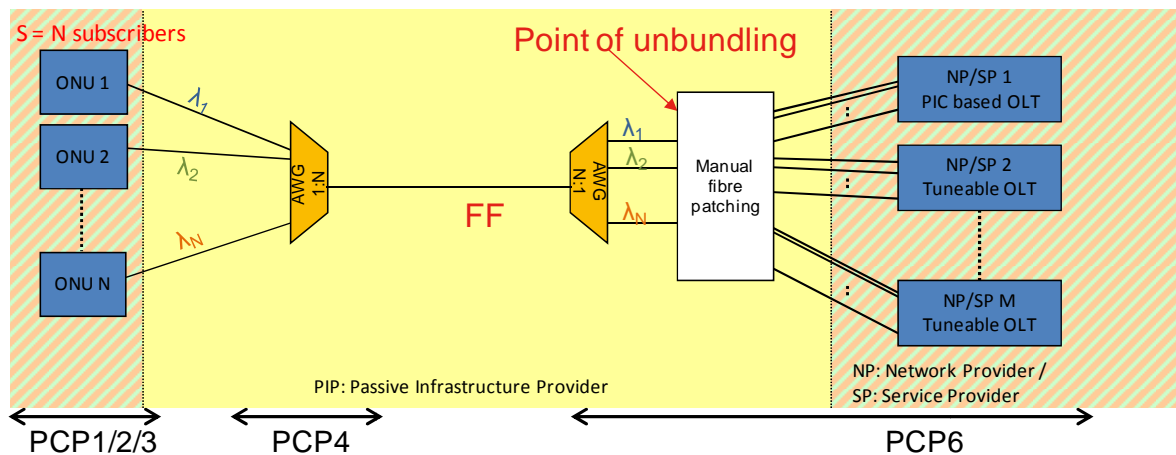 S = N subscribers
ONU 1
ONU 2
ONU N
λ1
λ2
λN
AWG
1:N
FF
AWG
N:1
λ1
λ2
λN
Point of unbundling
Manual
fibre
patching
NP/SP 1
PIC based OLT
NP/SP 2
Tuneable OLT
NP/SP M
Tuneable OLT
PIP: Passive Infrastructure Provider
NP: Network Provider /
SP: Service Provider
PCP1/2/3
PCP4
PCP6